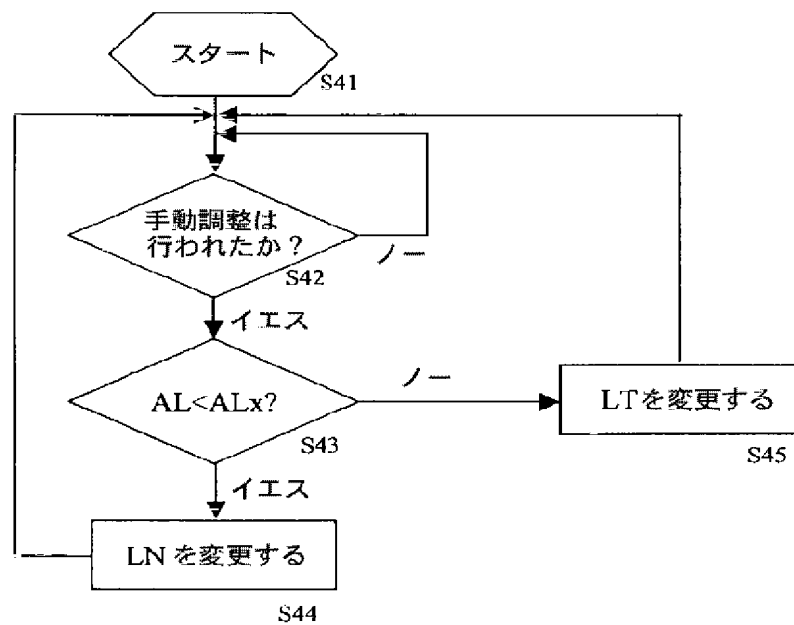 スタート
S41
手動調整は
行われたか？
S42
ノー
イエス
AL<ALx?
S43
ノー
LTを変更する
S45
イエス
LN を変更する
S44